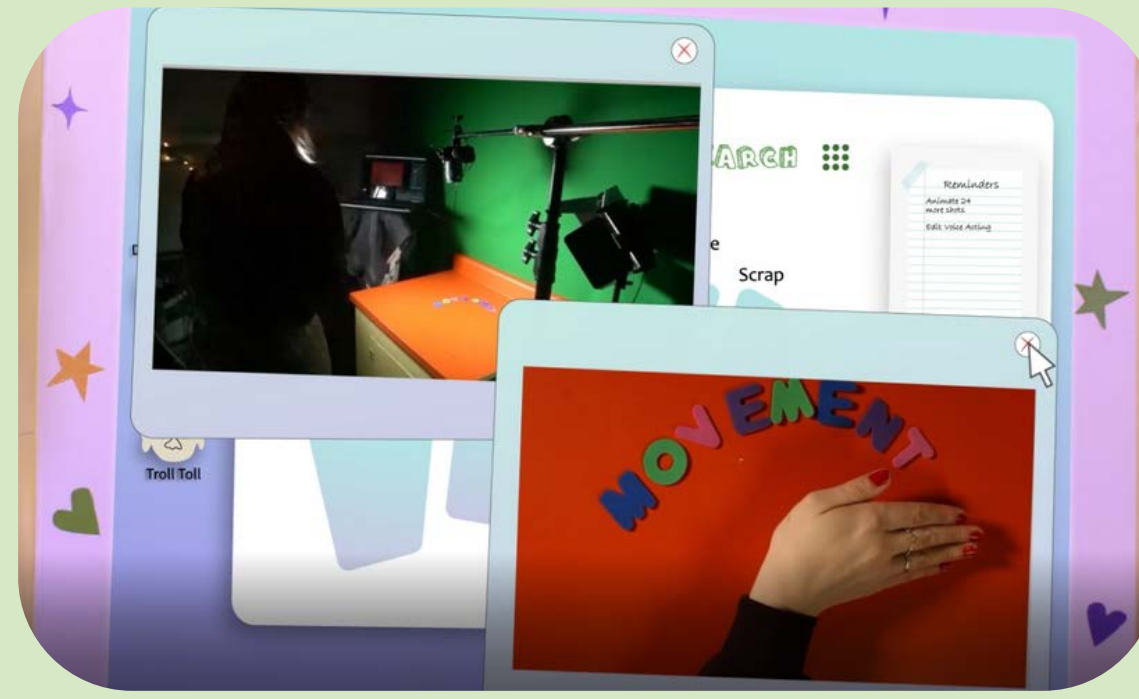 ARCH
Reminders
Animate 24
more shots
Edit Voice Acting
e
Scrap
MOVEMENT
Troll Toll